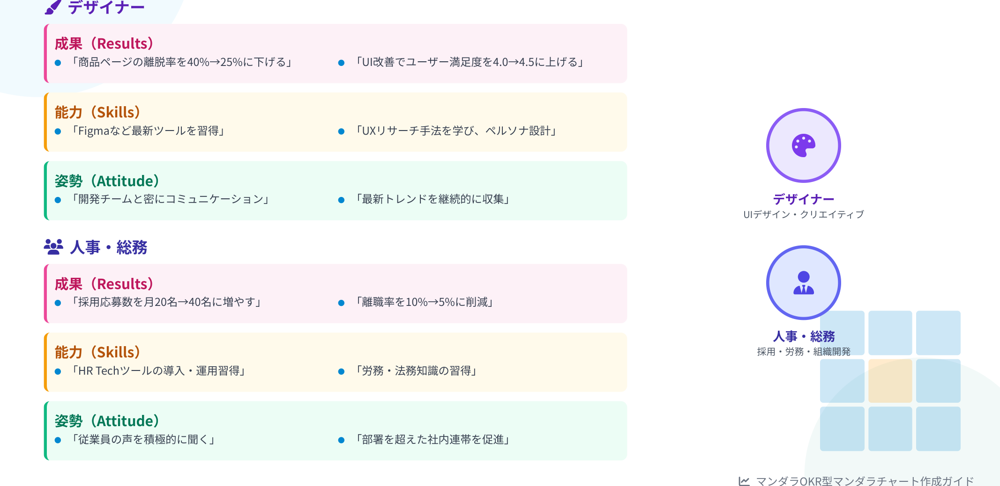 デザイナー
成果（Results）
「商品ページの離脱率を40%→25%に下げる」
「UI改善でユーザー満足度を4.0→4.5に上げる」
能力（Skills）
「Figmaなど最新ツールを習得」
「UXリサーチ手法を学び、ペルソナ設計」
姿勢（Attitude）
「開発チームと密にコミュニケーション」
「最新トレンドを継続的に収集」
人事・総務
成果（Results）
「採用応募数を月20名→40名に増やす」
「離職率を10%→5%に削減」
能力（Skills）
「HR Techツールの導入・運用習得」
「労務・法務知識の習得」
姿勢（Attitude）
「従業員の声を積極的に聞く」
「部署を超えた社内連帯を促進」
デザイナー
UIデザイン・クリエイティブ
人事・総務
採用・労務・組織開発
マンダラOKR型マンダラチャート作成ガイド